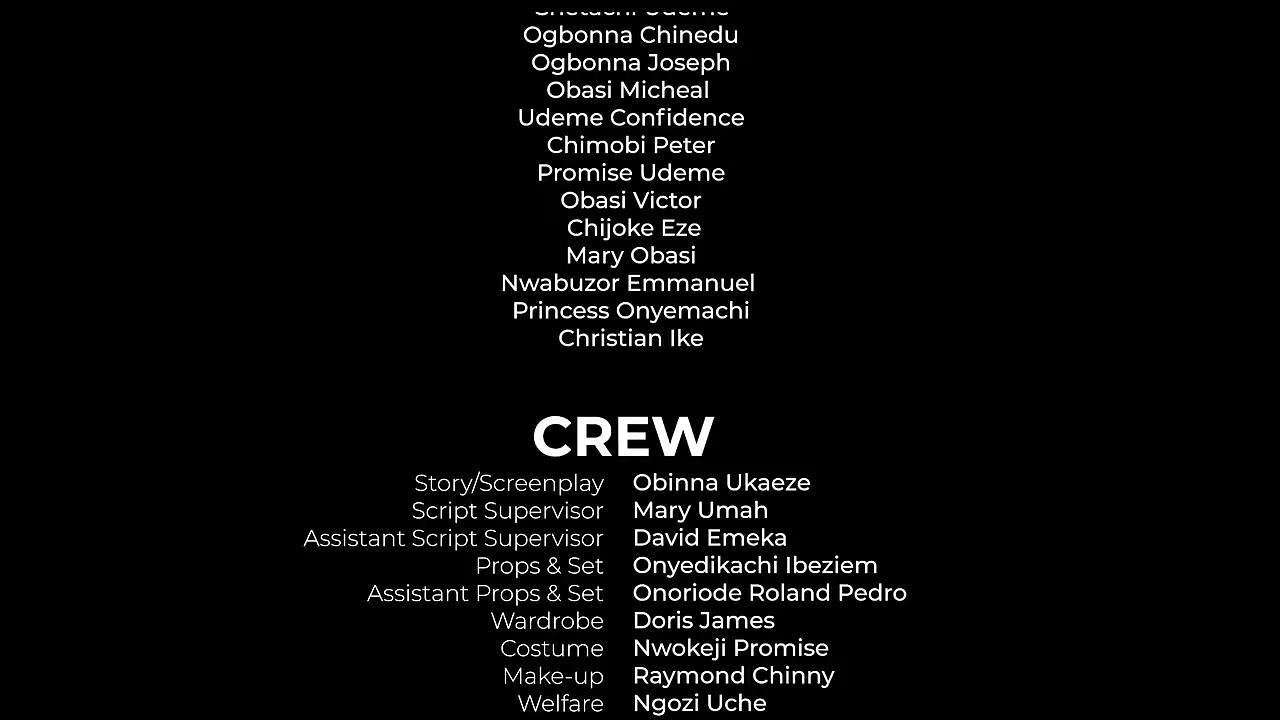 Udeme
Ogbonna Chinedu
Ogbonna Joseph
Obasi Micheal
Udeme Confidence
Chimobi Peter
Promise Udeme
Obasi Victor
Chijoke Eze
Mary Obasi
Nwabuzor Emmanuel
Princess Onyemachi
Christian Ike
CREW
Story/Screenplay Obinna Ukaeze
Script Supervisor Mary Umah
Assistant Script Supervisor David Emeka
Props & Set Onyedikachi Ibeziem
Assistant Props & Set Onoriode Roland Pedro
Wardrobe Doris James
Costume Nwokeji Promise
Make-up Raymond Chinny
Welfare Ngozi Uche